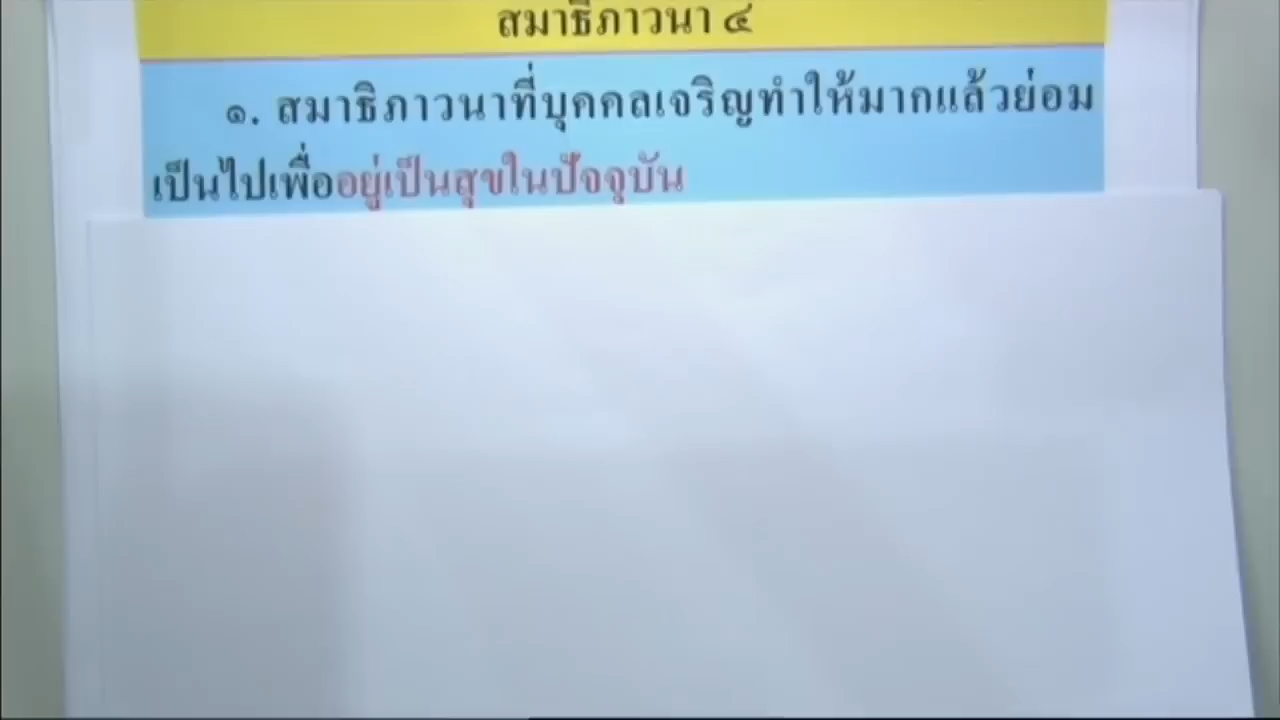 สมาธิภาวนา ๔
๑. สมาธิภาวนาที่บุคคลเจริญทำให้มากแล้วย่อม
เป็นไปเพื่ออยู่เป็นสุขในปัจจุบัน